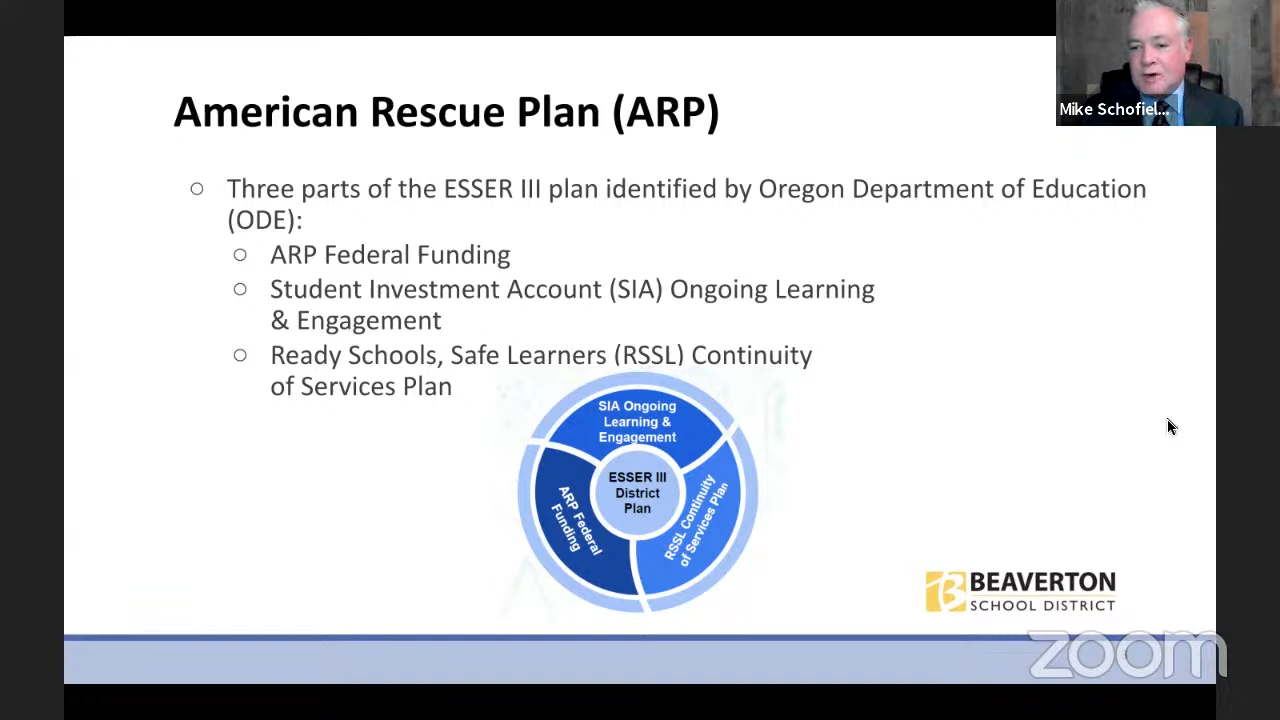 American Rescue Plan (ARP)
Mike Schofiel...
○ Three parts of the ESSER III plan identified by Oregon Department of Education
(ODE):
○ ARP Federal Funding
○ Student Investment Account (SIA) Ongoing Learning
& Engagement
○ Ready Schools, Safe Learners (RSSL) Continuity
of Services Plan
SIA Ongoing
Learning &
Engagement
ESSER III
District
Plan
ARP Federal
Funding
RSSL Continuity
of Services Plan
BEAVERTON
SCHOOL DISTRICT
zoom